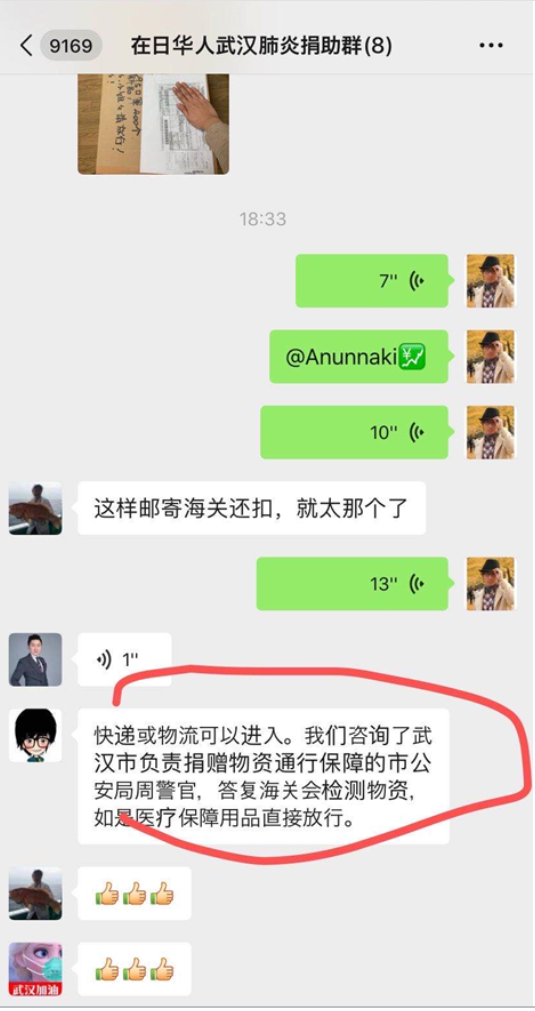 9169
在日华人武汉肺炎捐助群(8)
18:33
7"
@Anunnaki
10"
这样邮寄海关还扣，就太那个了
13"
1"
快递或物流可以进入。我们咨询了武
汉市负责捐赠物资通行保障的市公
安局周警官，答复海关会检测物资，
如是医疗保障用品直接放行。
武汉加油